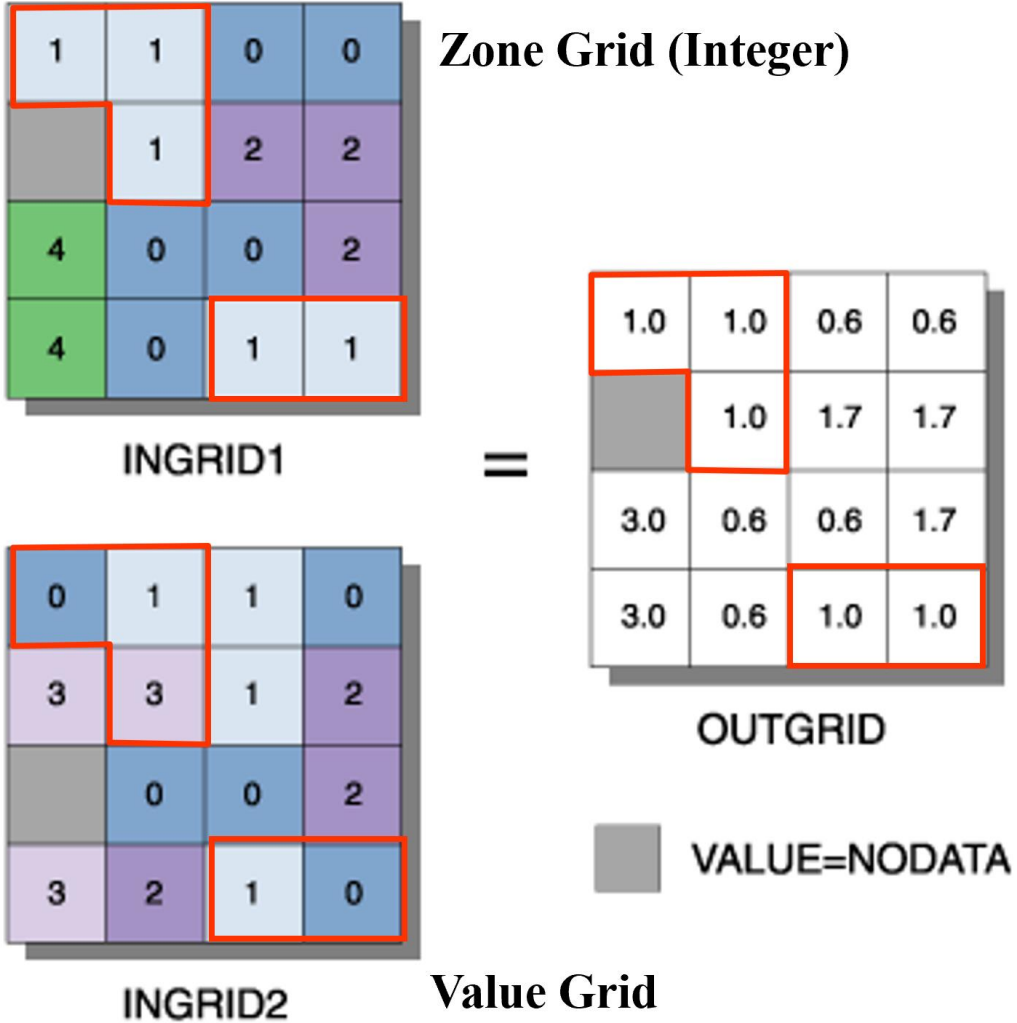 Zone Grid (Integer)
1 1 0 0
1 2 2
4 0 0 2
4 0 1 1
INGRID1
=
0 1 1 0
3 3 1 2
0 0 2
3 2 1 0
INGRID2
Value Grid
1.0 1.0 0.6 0.6
1.0 1.7 1.7
3.0 0.6 0.6 1.7
3.0 0.6 1.0 1.0
OUTGRID
VALUE=NODATA